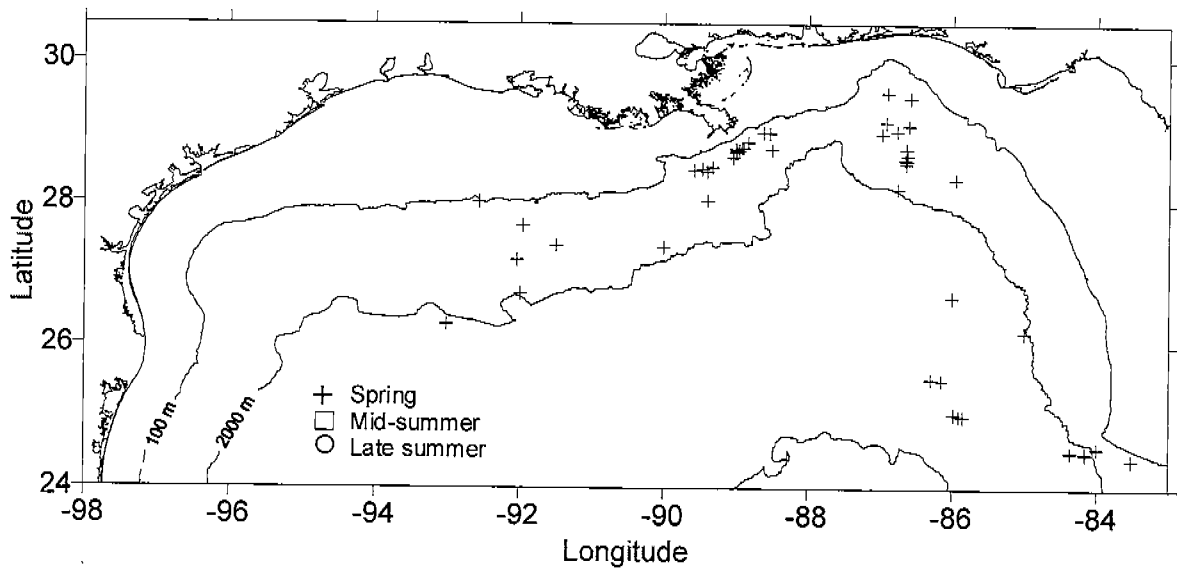 30
28
26
24
Latitude
100 m
2000 m
Spring
Mid-summer
Late summer
-98 -96 -94 -92 -90 -88 -86 -84
Longitude